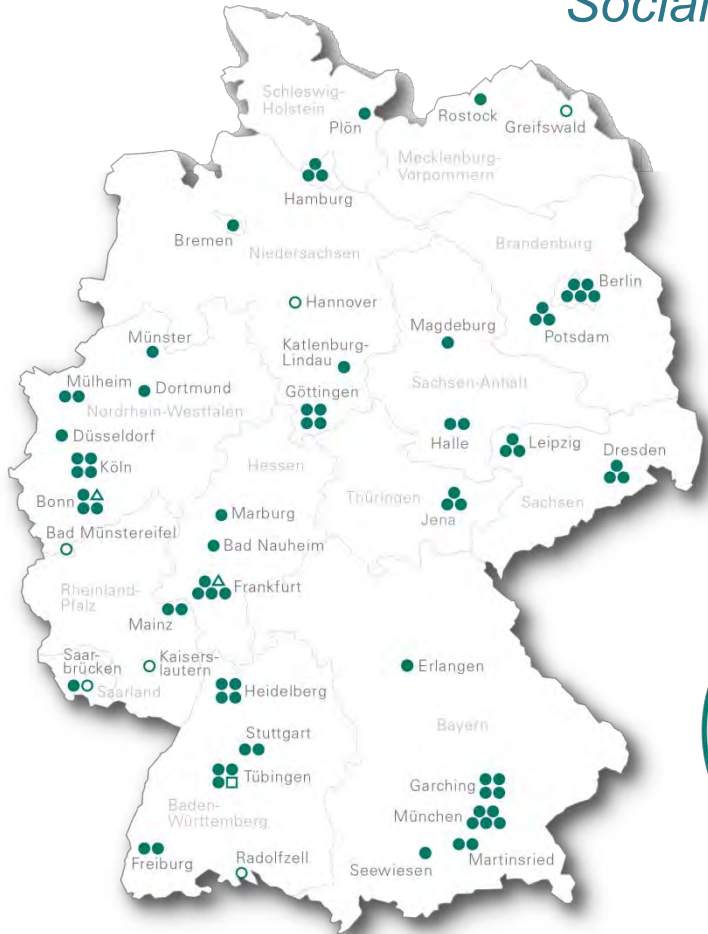 Social
Schleswig-
Holstein
Plön
Rostock
Greifswald
Mecklenburg-
Vorpommern
Hamburg
Bremen
Niedersachsen
Brandenburg
Berlin
Hannover
Potsdam
Magdeburg
Münster
Katlenburg-
Lindau
Mülheim
Dortmund
Göttingen
Sachsen-Anhalt
Nordrhein-Westfalen
Düsseldorf
Halle
Leipzig
Dresden
Köln
Hessen
Bonn
Thüringen
Jena
Sachsen
Marburg
Bad Münstereifel
Bad Nauheim
Rheinland-
Pfalz
Frankfurt
Mainz
Saar-
brücken
Kaisers-
lautern
Saarland
Erlangen
Heidelberg
Stuttgart
Bayern
Tübingen
Garching
Baden-
Württemberg
München
Freiburg
Radolfzell
Seewiesen
Martinsried